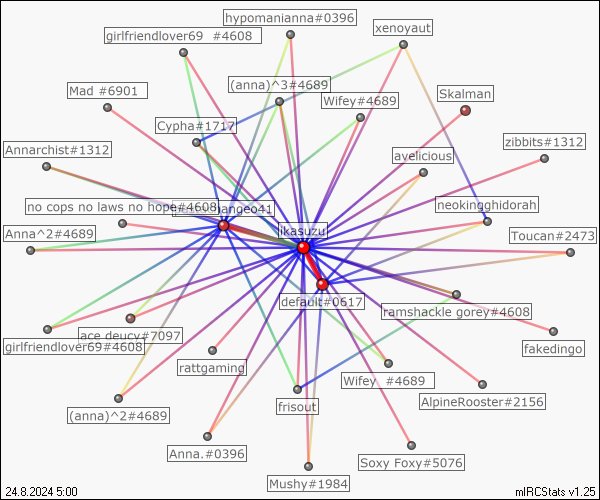 hypomanianna#0396
girlfriendlover69 #4608
xenoyaut
(anna)^3#4689
Mad #6901
Skalman
Wifey#4689
Cypha#1717
zibbits#1312
Annarchist#1312
avelicious
no cops no laws no hope#4608
angeo41
neokingghidorah
Anna^2#4689
ikasuzu
Toucan#2473
default#0617
ramshackle gorey#4608
ace deucy#7097
girlfriendlover69#4608
fakedingo
rattgaming
Wifey #4689
frisout
AlpineRooster#2156
(anna)^2#4689
Anna.#0396
Soxy Foxy#5076
Mushy#1984
24.8.2024 5:00
mIRCStats v1.25